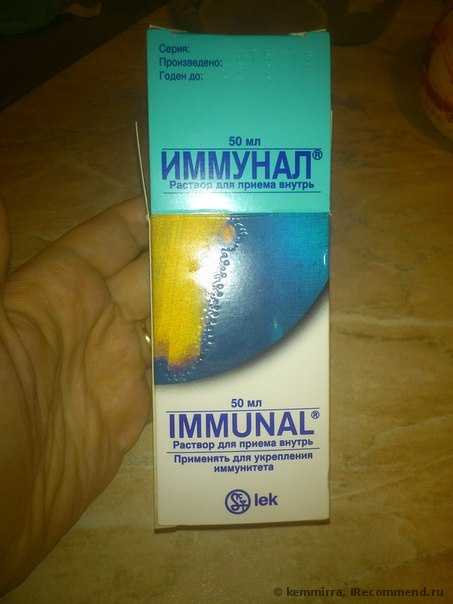 Серия:
Произведено:
Годен до:
50 мл
ИММУНАЛ®
Раствор для приема внутрь
50 мл
IMMUNAL®
Раствор для приема внутрь
Применять для укрепления
иммунитета
lek
© kemmirra, IRecommend.ru